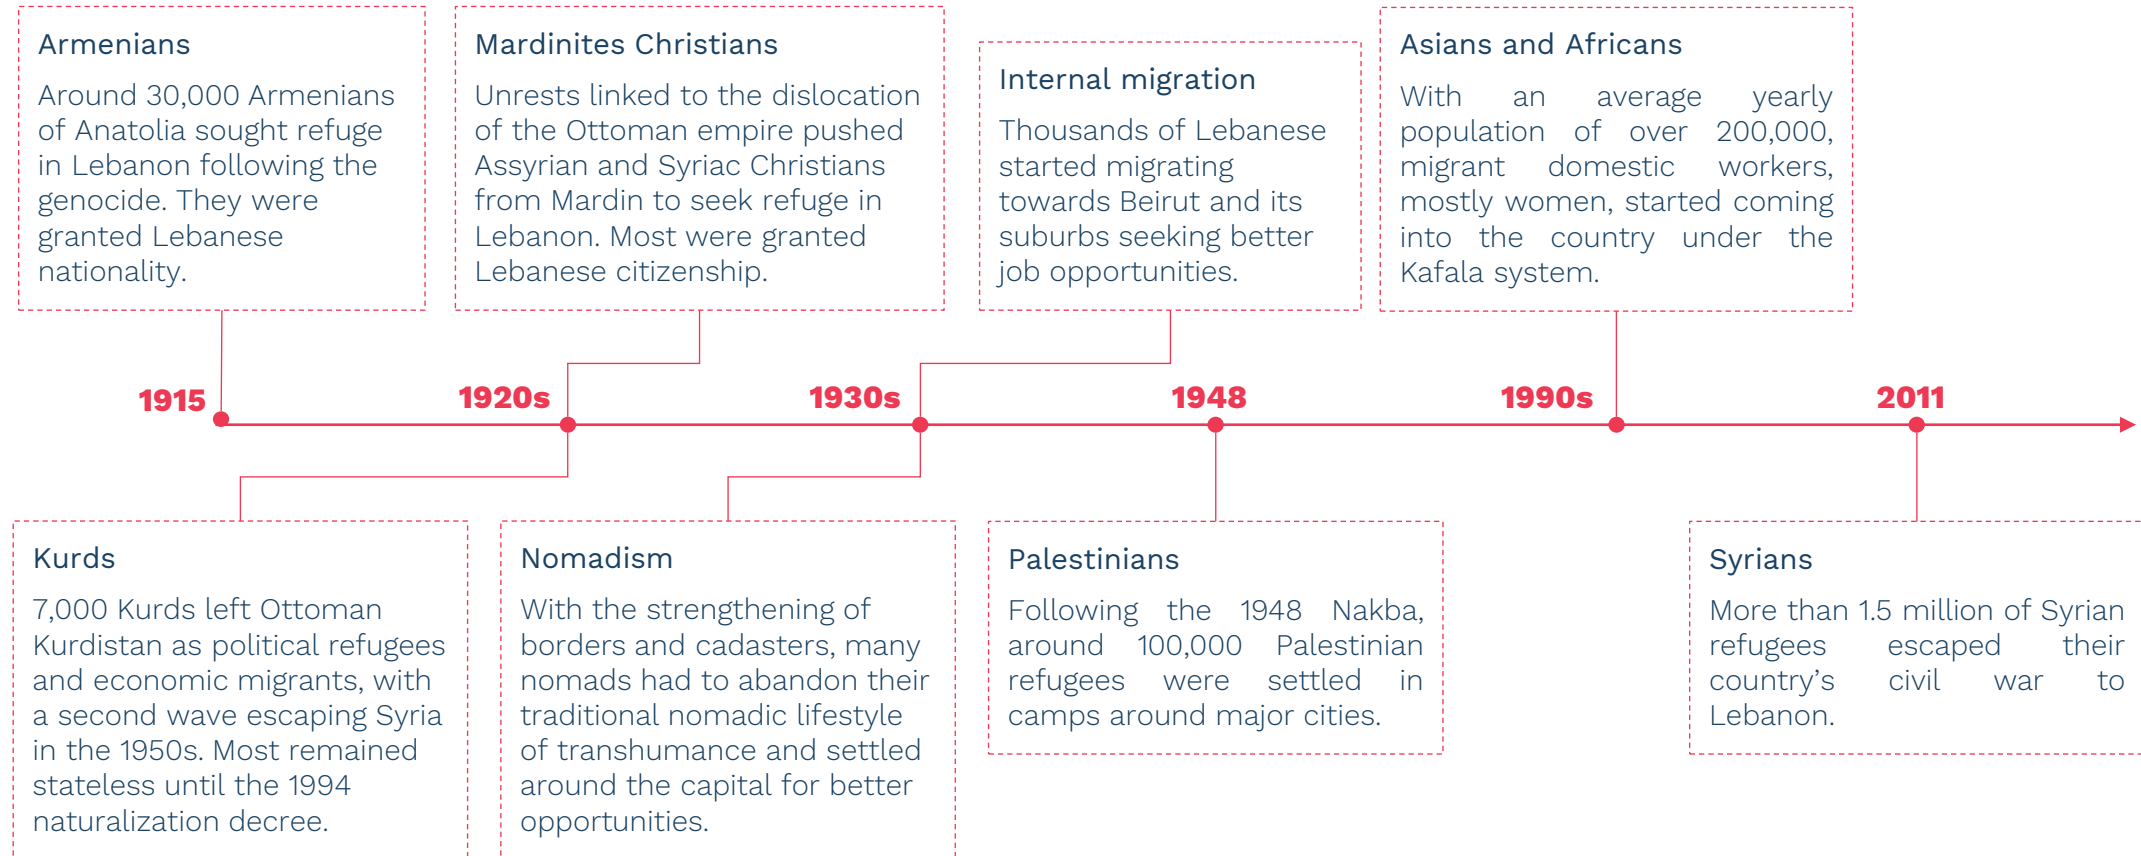 Armenians
Around 30,000 Armenians
of Anatolia sought refuge
in Lebanon following the
genocide. They were
granted Lebanese
nationality.
Mardinites Christians
Unrests linked to the dislocation
of the Ottoman empire pushed
Assyrian and Syriac Christians
from Mardin to seek refuge in
Lebanon. Most were granted
Lebanese citizenship.
Internal migration
Thousands of Lebanese
started migrating
towards Beirut and its
suburbs seeking better
job opportunities.
Asians and Africans
With an average yearly
population of over 200,000,
migrant domestic workers,
mostly women, started coming
into the country under the
Kafala system.
1915
1920s
1930s
1948
1990s
2011
Kurds
7,000 Kurds left Ottoman
Kurdistan as political refugees
and economic migrants, with
a second wave escaping Syria
in the 1950s. Most remained
stateless until the 1994
naturalization decree.
Nomadism
With the strengthening of
borders and cadasters, many
nomads had to abandon their
traditional nomadic lifestyle
of transhumance and settled
around the capital for better
opportunities.
Palestinians
Following the 1948 Nakba,
around 100,000 Palestinian
refugees were settled in
camps around major cities.
Syrians
More than 1.5 million of Syrian
refugees escaped their
country's civil war to
Lebanon.